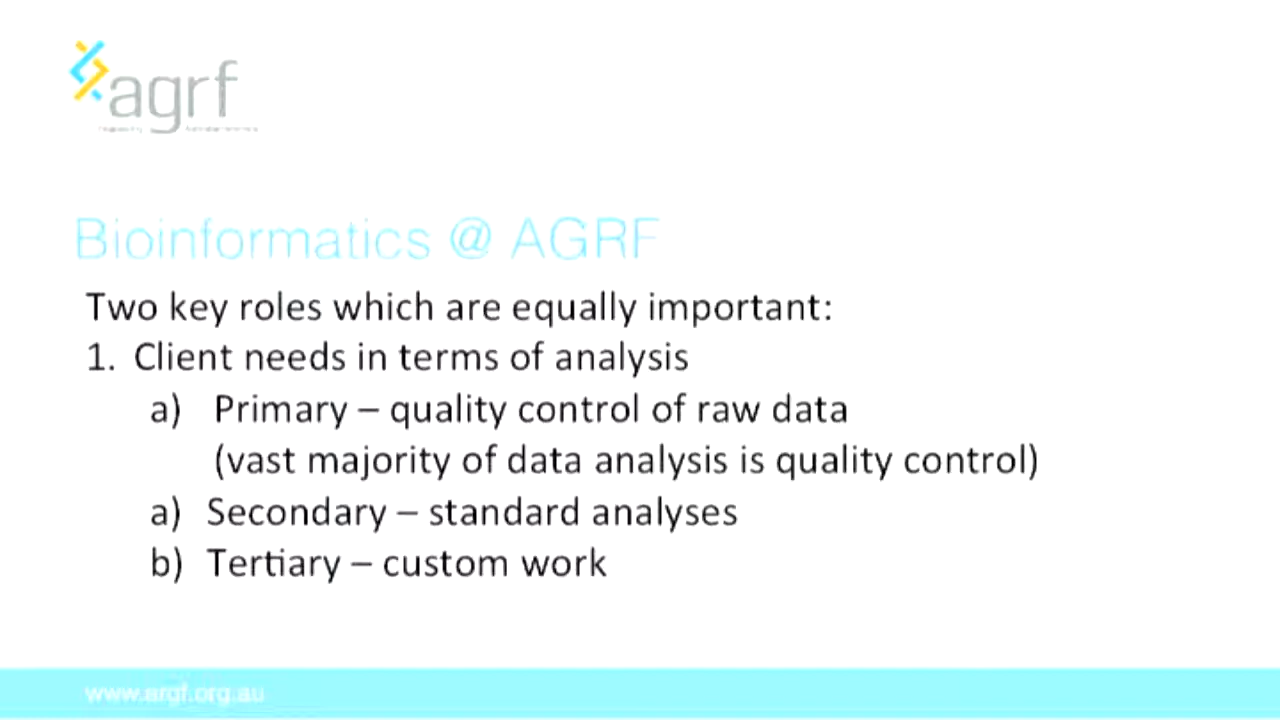 agrf
Bioinformatics @ AGRF
Two key roles which are equally important:
1. Client needs in terms of analysis
a) Primary – quality control of raw data
(vast majority of data analysis is quality control)
a) Secondary – standard analyses
b) Tertiary – custom work
www.argf.org.au